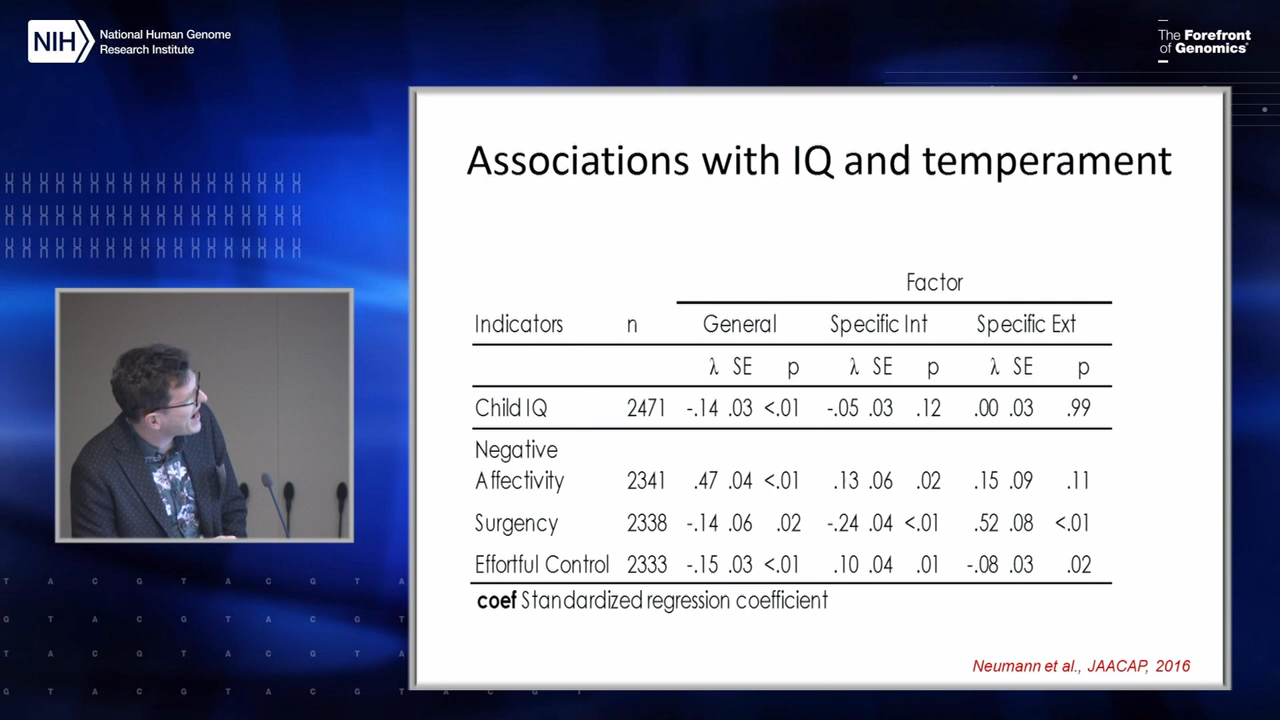 NIH
National Human Genome
Research Institute
The Forefront
of Genomics®
Associations with IQ and temperament
Factor
Indicators n General Specific Int Specific Ext
λ SE p λ SE p λ SE p
Child IQ 2471 -.14 .03 <.01 -.05 .03 .12 .00 .03 .99
Negative
Affectivity 2341 .47 .04 <.01 .13 .06 .02 .15 .09 .11
Surgency 2338 -.14 .06 .02 -.24 .04 <.01 .52 .08 <.01
Effortful Control 2333 -.15 .03 <.01 .10 .04 .01 -.08 .03 .02
coef Standardized regression coefficient
Neumann et al., JAACAP, 2016
T A C G T A C G T A
G T A C G T A C G T
T A C G T A C G T A
G T A C G T A C G T A C G T